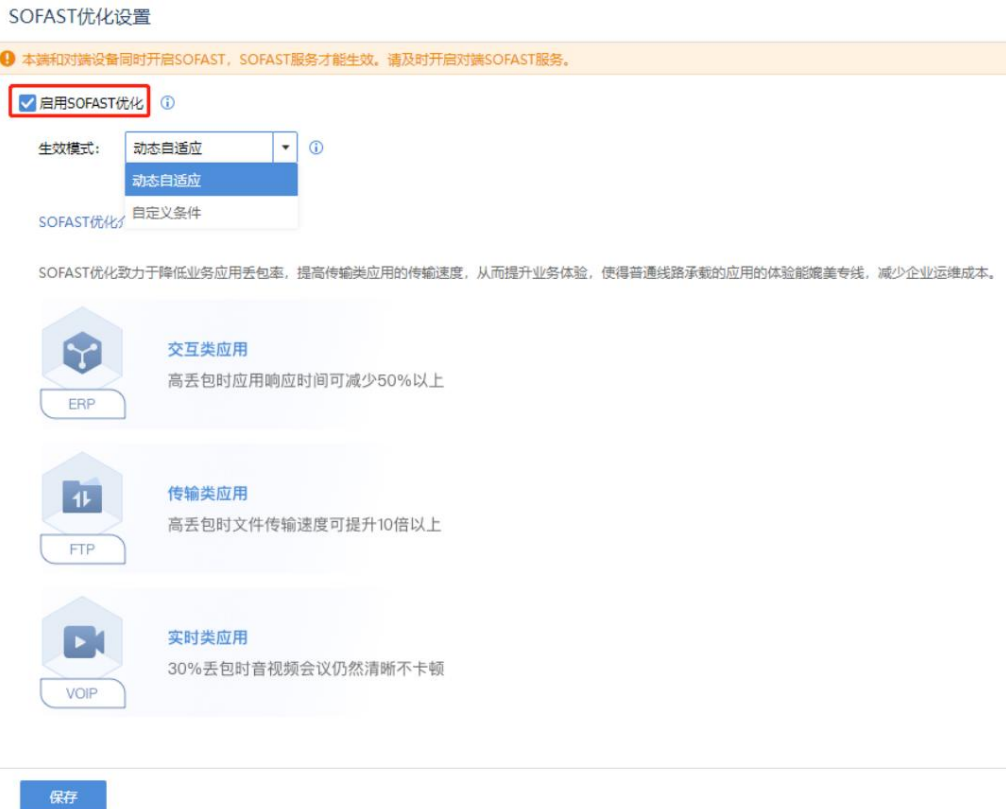 SOFAST优化设置
本端和对端设备同时开启SOFAST，SOFAST服务才能生效。请及时开启对端SOFAST服务。
启用SOFAST优化
生效模式： 动态自适应
动态自适应
自定义条件
SOFAST优化
SOFAST优化致力于降低业务应用丢包率，提高传输类应用的传输速度，从而提升业务体验，使得普通线路承载的应用的体验能媲美专线，减少企业运维成本。
交互类应用
高丢包时应用响应时间可减少50%以上
ERP
传输类应用
高丢包时文件传输速度可提升10倍以上
FTP
实时类应用
30%丢包时音视频会议仍然清晰不卡顿
VOIP
保存